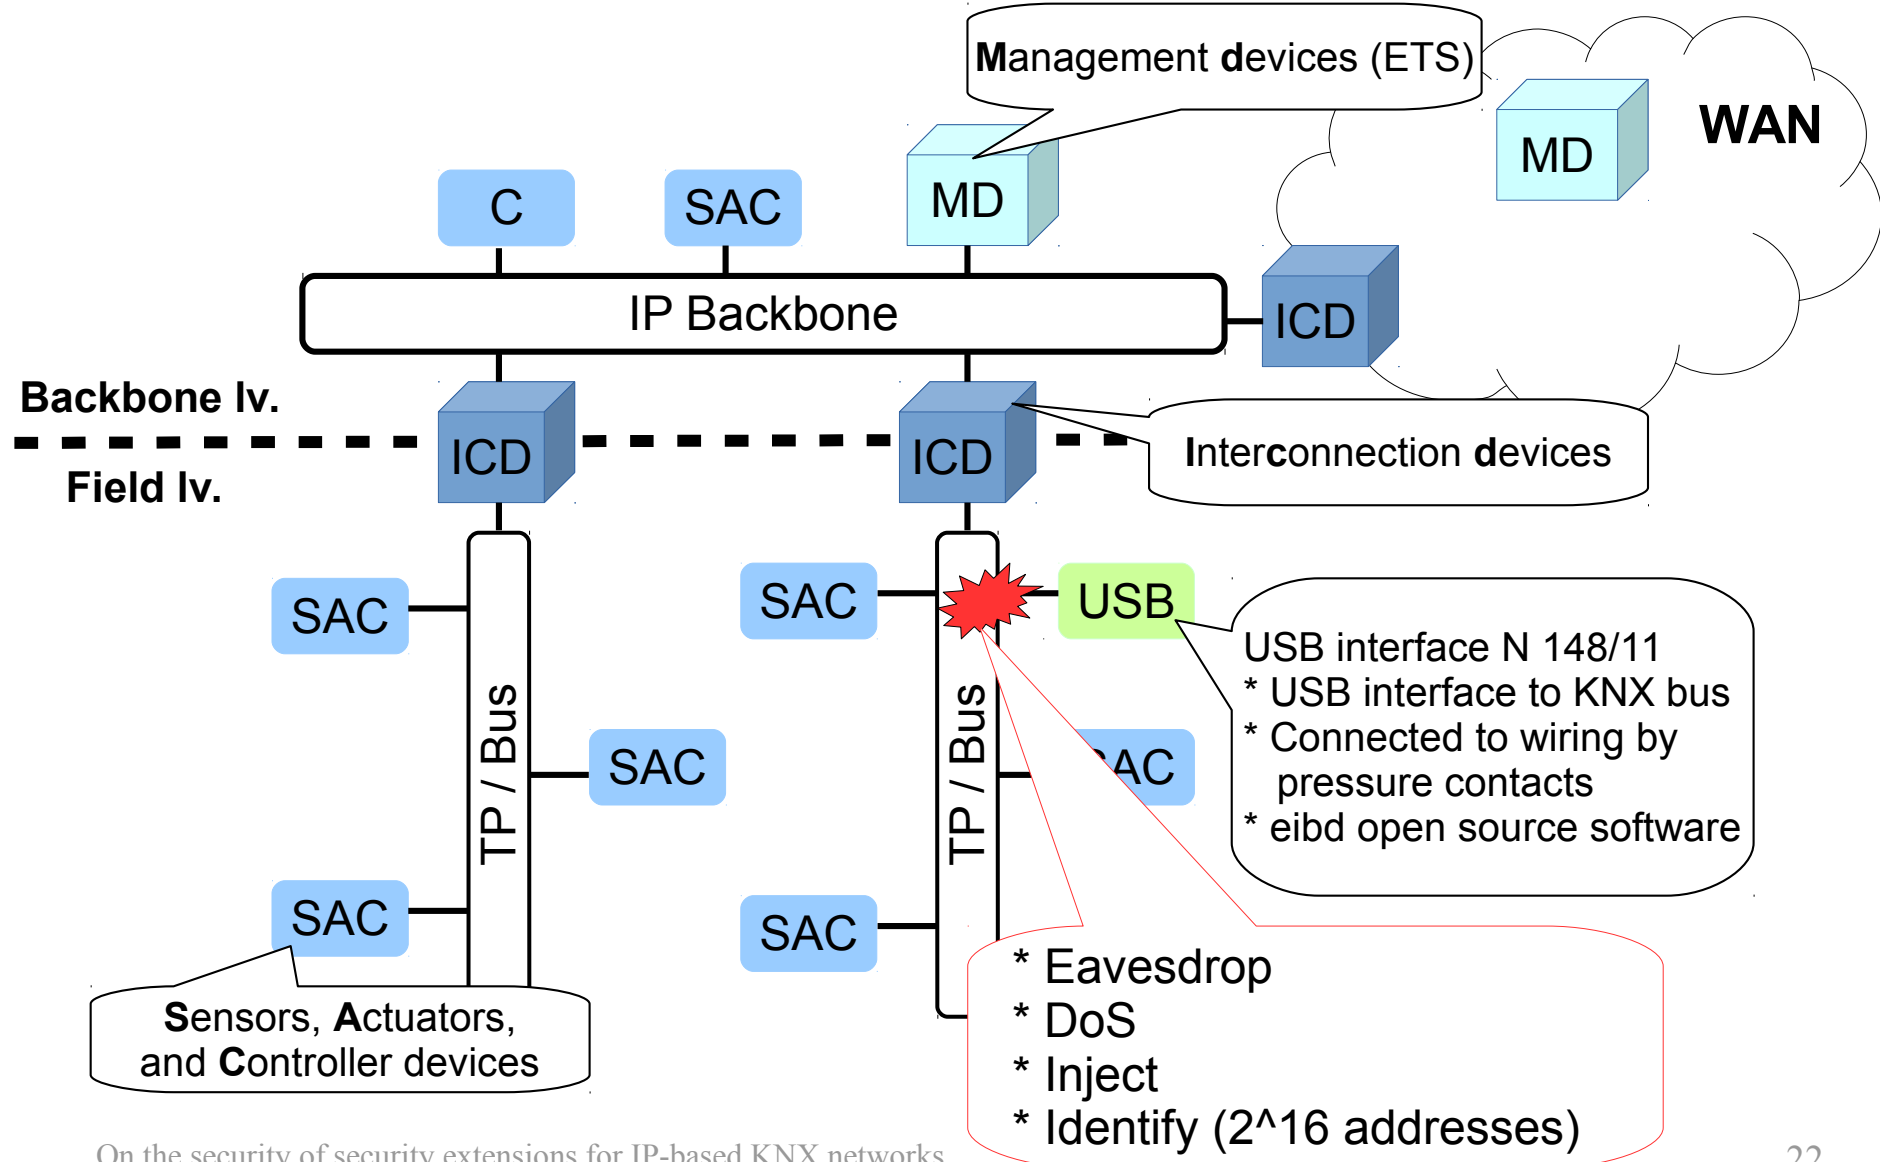 Management devices (ETS)
WAN
MD
C
SAC
MD
IP Backbone
ICD
Backbone lv.
Field lv.
ICD
ICD
Interconnection devices
SAC
SAC
USB
SAC
TP / Bus
TP / Bus
USB interface N 148/11
* USB interface to KNX bus
* Connected to wiring by
pressure contacts
* eibd open source software
SAC
SAC
SAC
SAC
Sensors, Actuators,
and Controller devices
* Eavesdrop
* DoS
* Inject
* Identify (2^16 addresses)
On the security of security extensions for IP-based KNX networks
22